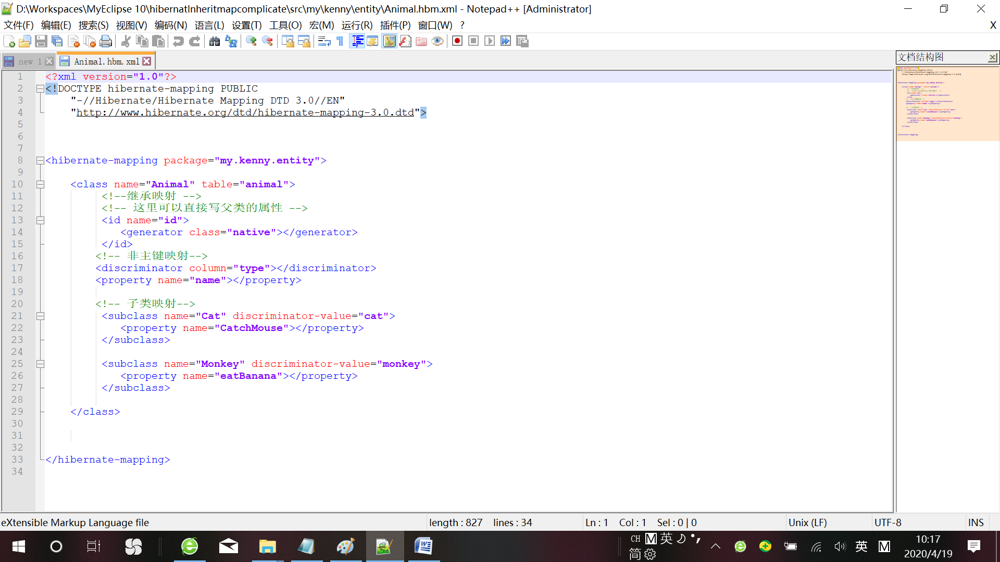 D:\Workspaces\MyEclipse 10\hibernatInheritmapcomplicate\src\my\kenny\entity\Animal.hbm.xml - Notepad++ [Administrator]
文件(F) 编辑(E) 搜索(S) 视图(V) 编码(N) 语言(L) 设置(T) 工具(O) 宏(M) 运行(R) 插件(P) 窗口(W) ? X
new 1 Animal.hbm.xml
文档结构图
1 <?xml version="1.0"?>
2 <!DOCTYPE hibernate-mapping PUBLIC
3 "-//Hibernate/Hibernate Mapping DTD 3.0//EN"
4 "http://www.hibernate.org/dtd/hibernate-mapping-3.0.dtd">
5
6
7
8 <hibernate-mapping package="my.kenny.entity">
9
10 <class name="Animal" table="animal">
11 <!--继承映射 -->
12 <!-- 这里可以直接写父类的属性 -->
13 <id name="id">
14 <generator class="native"></generator>
15 </id>
16 <!-- 非主键映射-->
17 <discriminator column="type"></discriminator>
18 <property name="name"></property>
19
20 <!-- 子类映射-->
21 <subclass name="Cat" discriminator-value="cat">
22 <property name="CatchMouse"></property>
23 </subclass>
24
25 <subclass name="Monkey" discriminator-value="monkey">
26 <property name="eatBanana"></property>
27 </subclass>
28
29 </class>
30
31
32
33 </hibernate-mapping>
34
eXtensible Markup Language file length : 827 lines : 34 Ln : 1 Col : 1 Sel : 0 | 0 Unix (LF) UTF-8 INS
CH M 英
简
英 M
10:17
2020/4/19